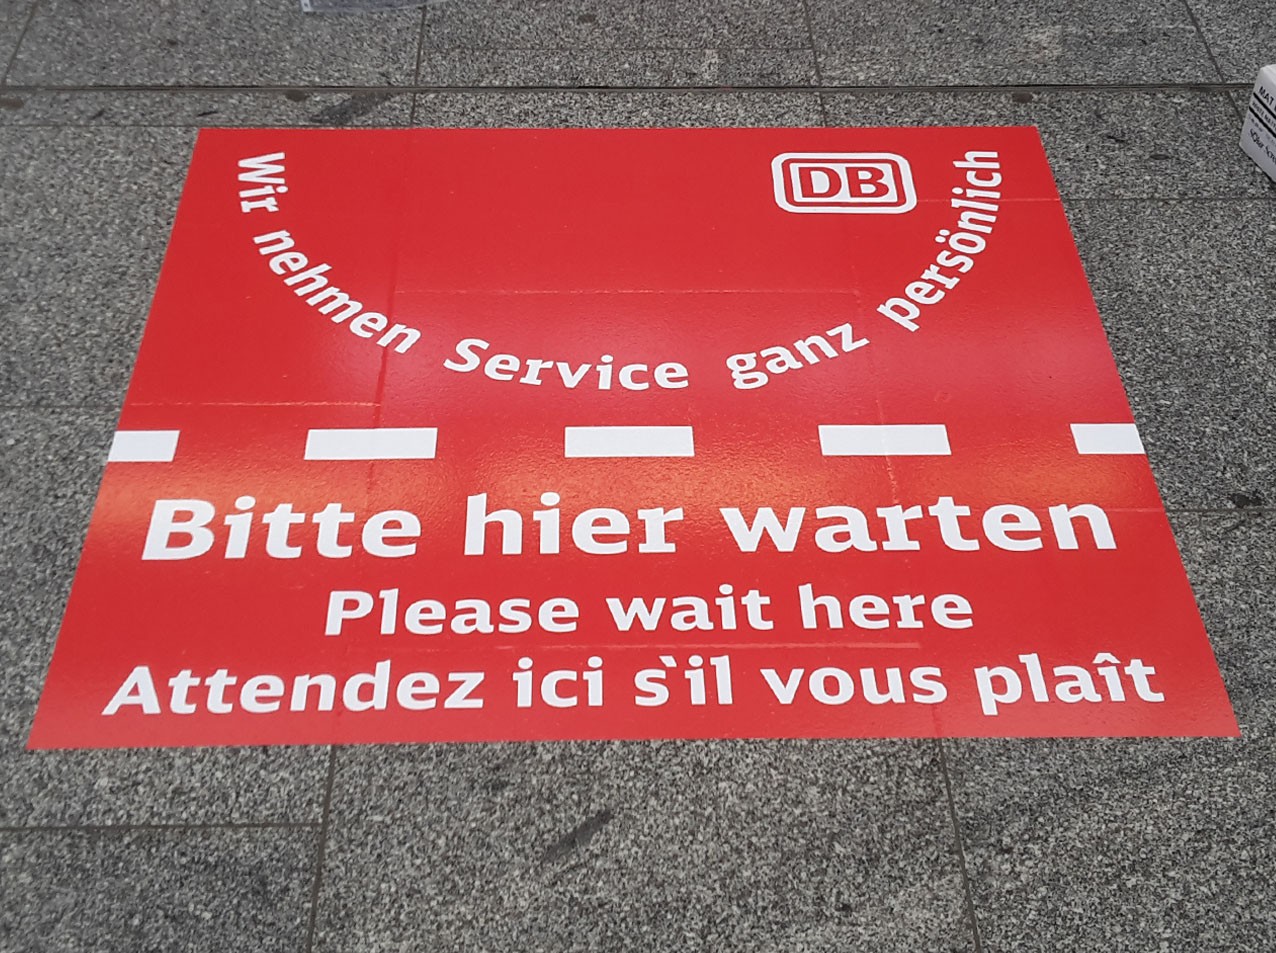 DB
Wir nehmen Service ganz persönlich
Bitte hier warten
Please wait here
Attendez ici s`il vous plaît